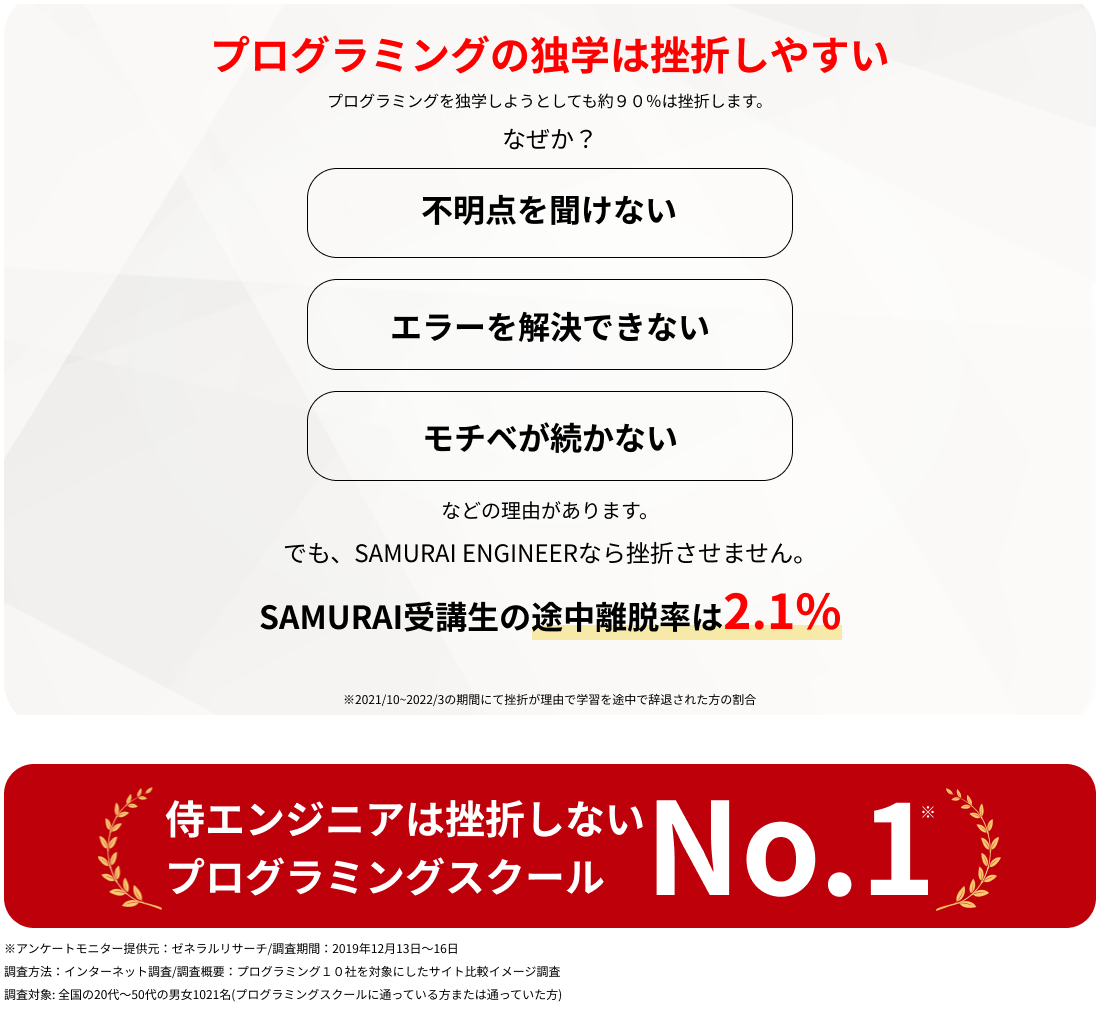 プログラミングの独学は挫折しやすい
プログラミングを独学しようとしても約９０％は挫折します。
なぜか？
不明点を聞けない
エラーを解決できない
モチベが続かない
などの理由があります。
でも、SAMURAI ENGINEERなら挫折させません。
SAMURAI受講生の途中離脱率は2.1%
※2021/10~2022/3の期間にて挫折が理由で学習を途中で辞退された方の割合
侍エンジニアは挫折しない
プログラミングスクール
No.1※
※アンケートモニター提供元：ゼネラルリサーチ/調査期間：2019年12月13日〜16日
調査方法：インターネット調査/調査概要：プログラミング１０社を対象にしたサイト比較イメージ調査
調査対象: 全国の20代〜50代の男女1021名(プログラミングスクールに通っている方または通っていた方)